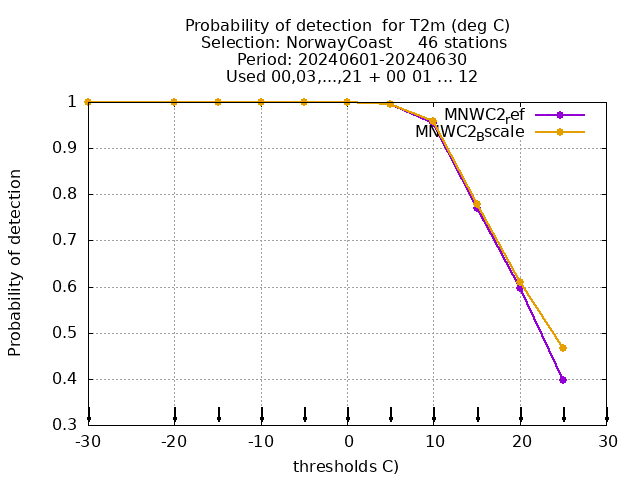 Probability of detection  for T2m (deg C)
Selection: NorwayCoast     46 stations
Period: 20240601-20240630
Used 00,03,...,21 + 00 01 ... 12
MNWC2ref
MNWC2Bscale
Probability of detection
1
0.9
0.8
0.7
0.6
0.5
0.4
0.3
-30 -20 -10 0 10 20 30
thresholds C)